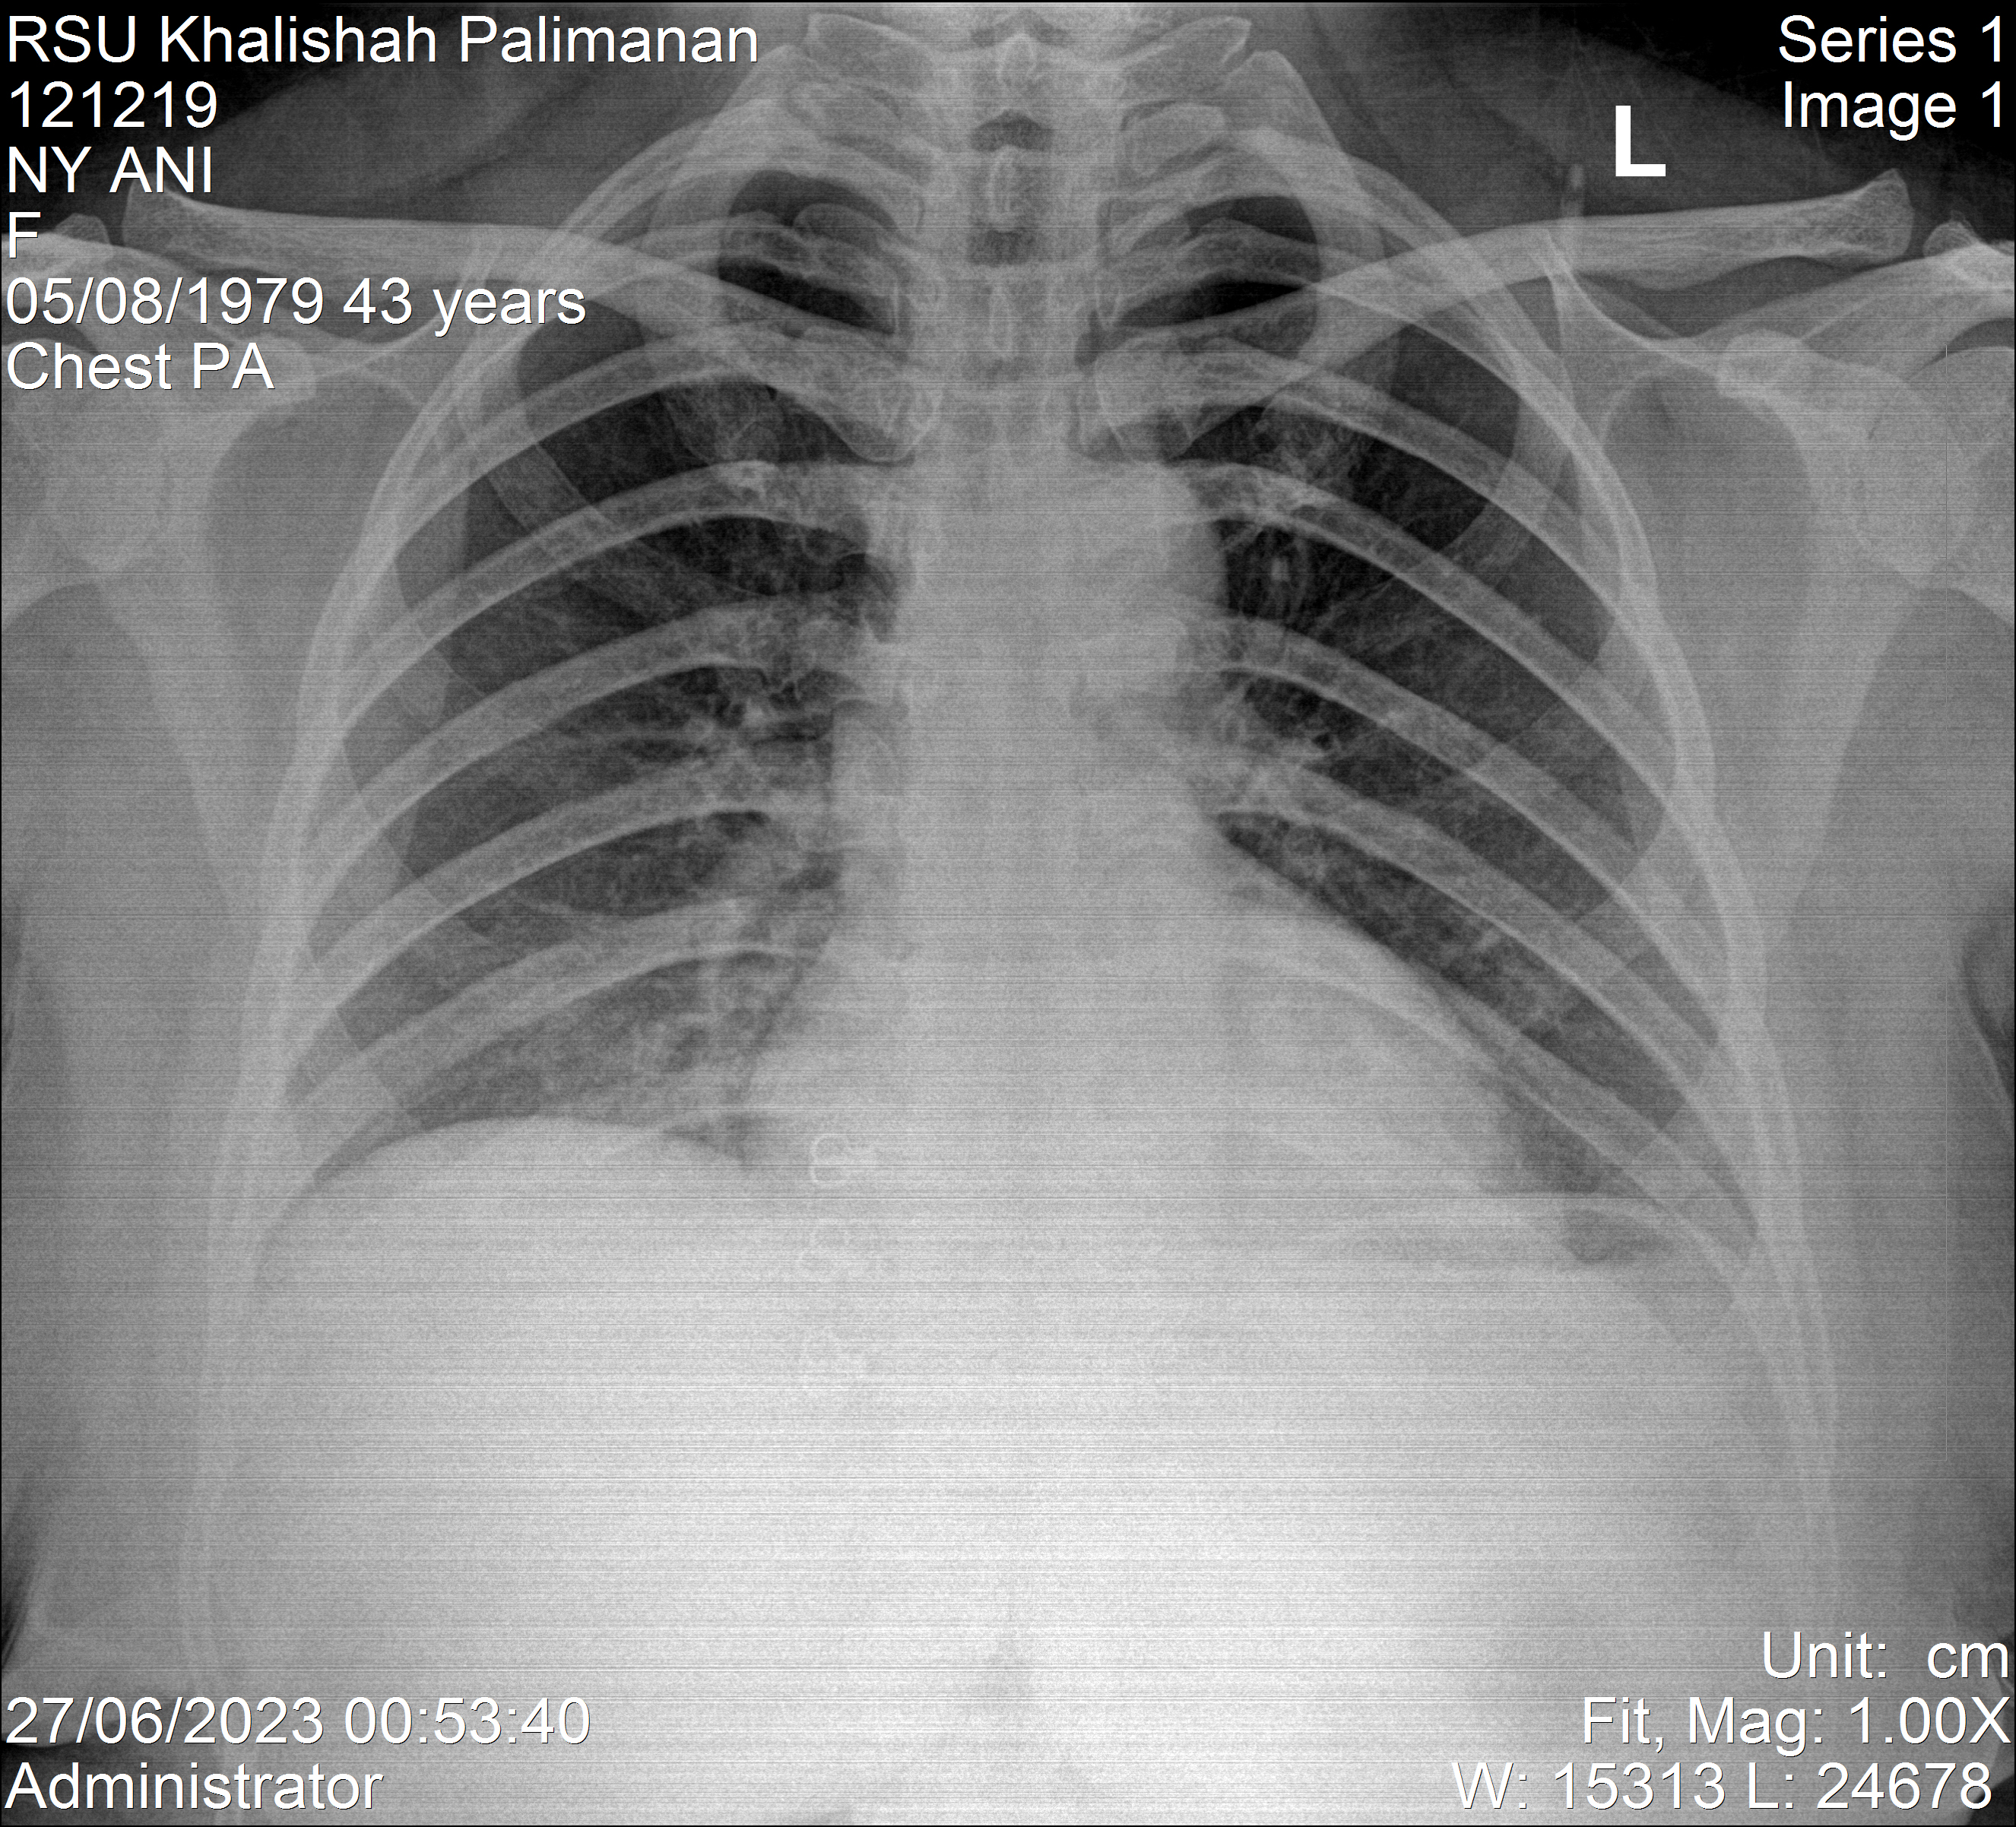 RSU Khalishah Palimanan
121219
NY ANI
F
05/08/1979 43 years
Chest PA
Series 1
Image 1
L
27/06/2023 00:53:40
Administrator
Unit: cm
Fit, Mag: 1.00X
W: 15313 L: 24678